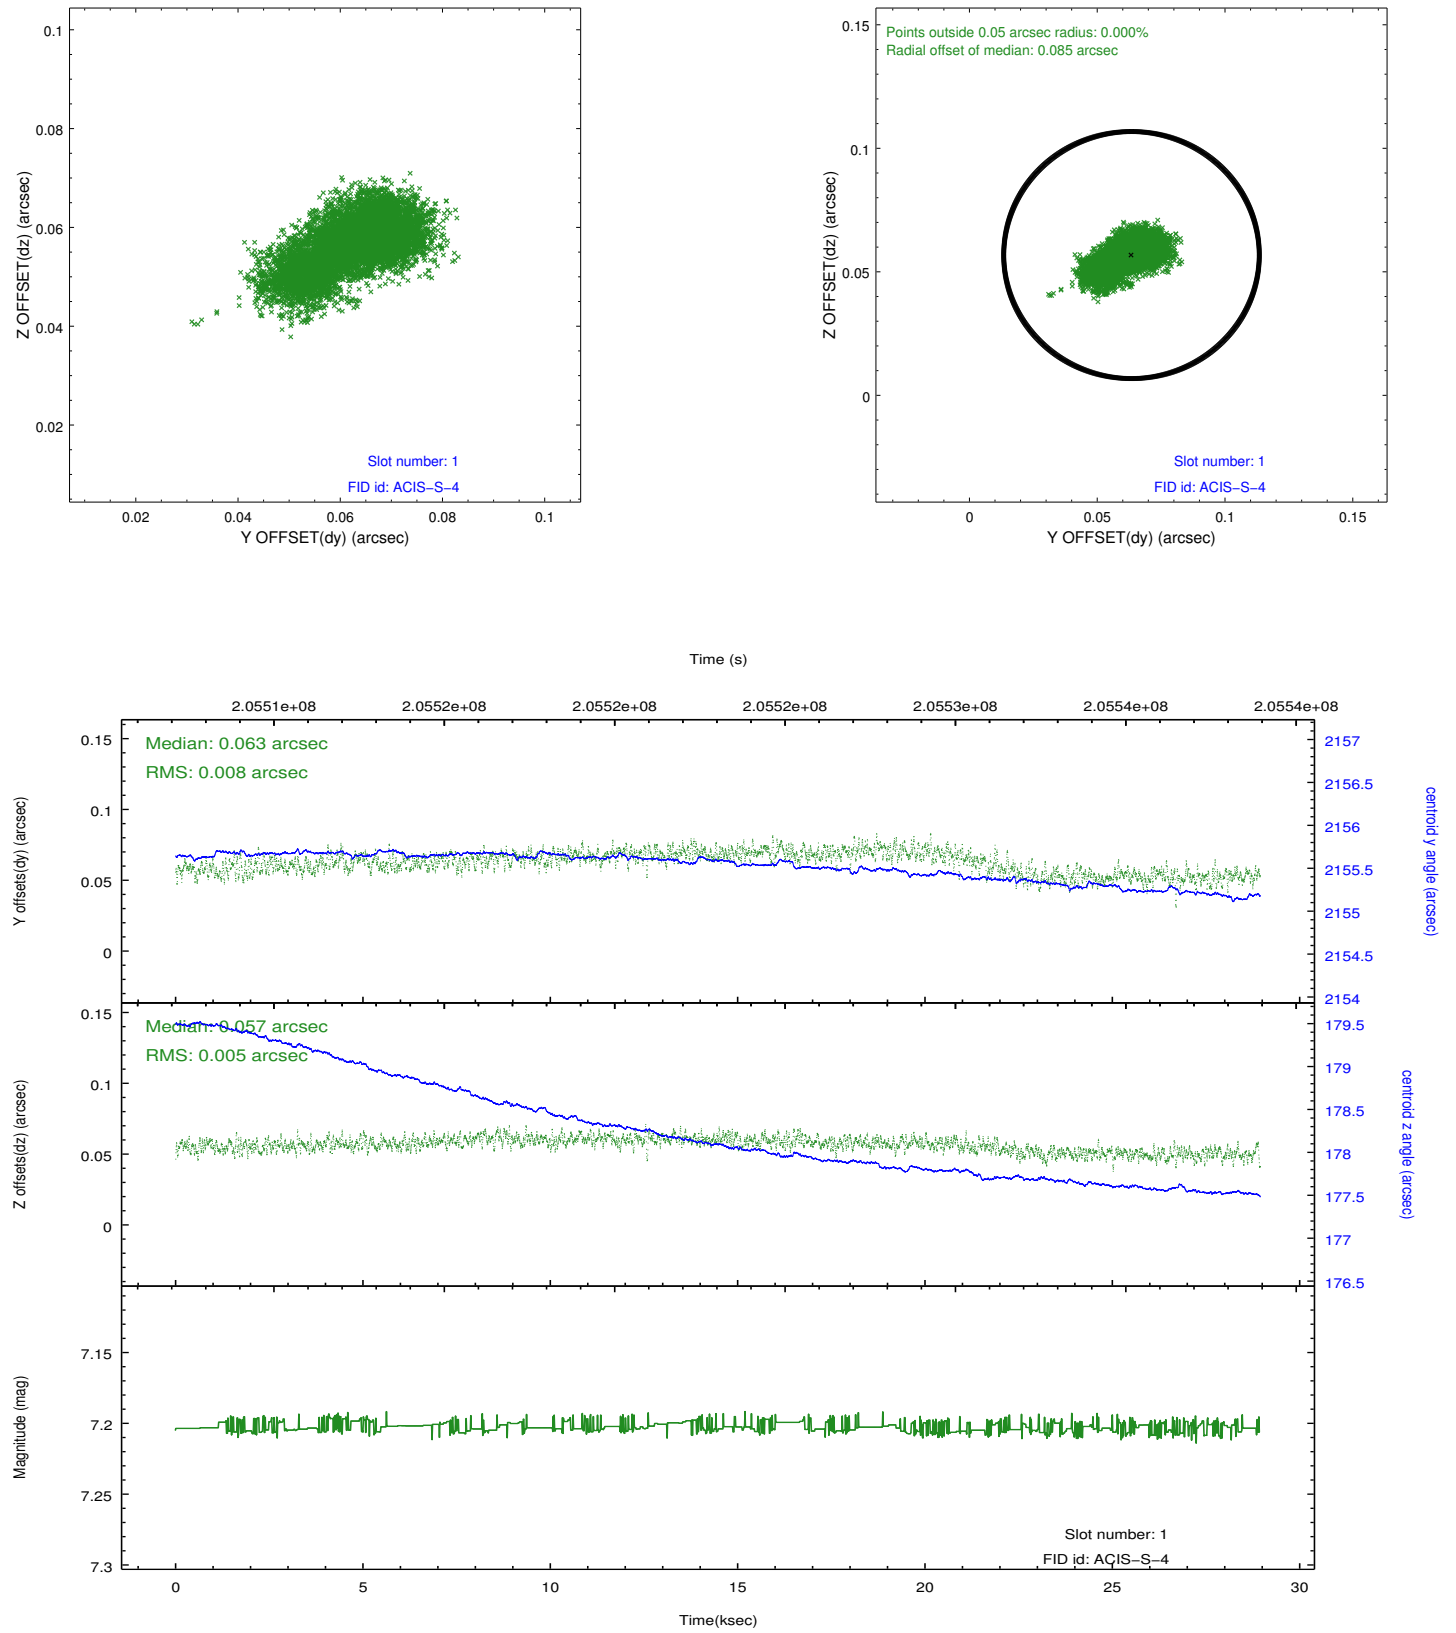 0.1
0.08
0.06
0.04
0.02
Z OFFSET(dz) (arcsec)
Slot number: 1
FID id: ACIS-S-4
0.02 0.04 0.06 0.08 0.1
Y OFFSET(dy) (arcsec)
Points outside 0.05 arcsec radius: 0.000%
Radial offset of median: 0.085 arcsec
0.15
0.1
0.05
0
Z OFFSET(dz) (arcsec)
Slot number: 1
FID id: ACIS-S-4
0 0.05 0.1 0.15
Y OFFSET(dy) (arcsec)
Time (s)
2.0551e+08 2.0552e+08 2.0552e+08 2.0552e+08 2.0553e+08 2.0554e+08 2.0554e+08
Median: 0.063 arcsec
RMS: 0.008 arcsec
0.15
0.1
0.05
0
Y offsets(dy) (arcsec)
2157
2156.5
2156
2155.5
2155
2154.5
2154
centroid y angle (arcsec)
Median: 0.057 arcsec
RMS: 0.005 arcsec
0.15
0.1
0.05
0
Z offsets(dz) (arcsec)
179.5
179
178.5
178
177.5
177
176.5
centroid z angle (arcsec)
7.15
7.2
7.25
7.3
Magnitude (mag)
Slot number: 1
FID id: ACIS-S-4
0 5 10 15 20 25 30
Time(ksec)